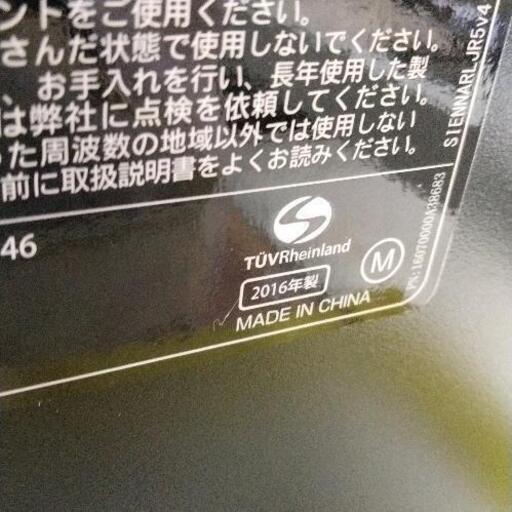 ントをご使用ください。
さんだ状態で使用しないでください。
、お手入れを行い、長年使用した製
は弊社に点検を依頼してください。
った周波数の地域以外では使用しない
前に取扱説明書をよくお読みください。
46
TÜVRheinland
2016年製
M
MADE IN CHINA
PN:16070000A38683